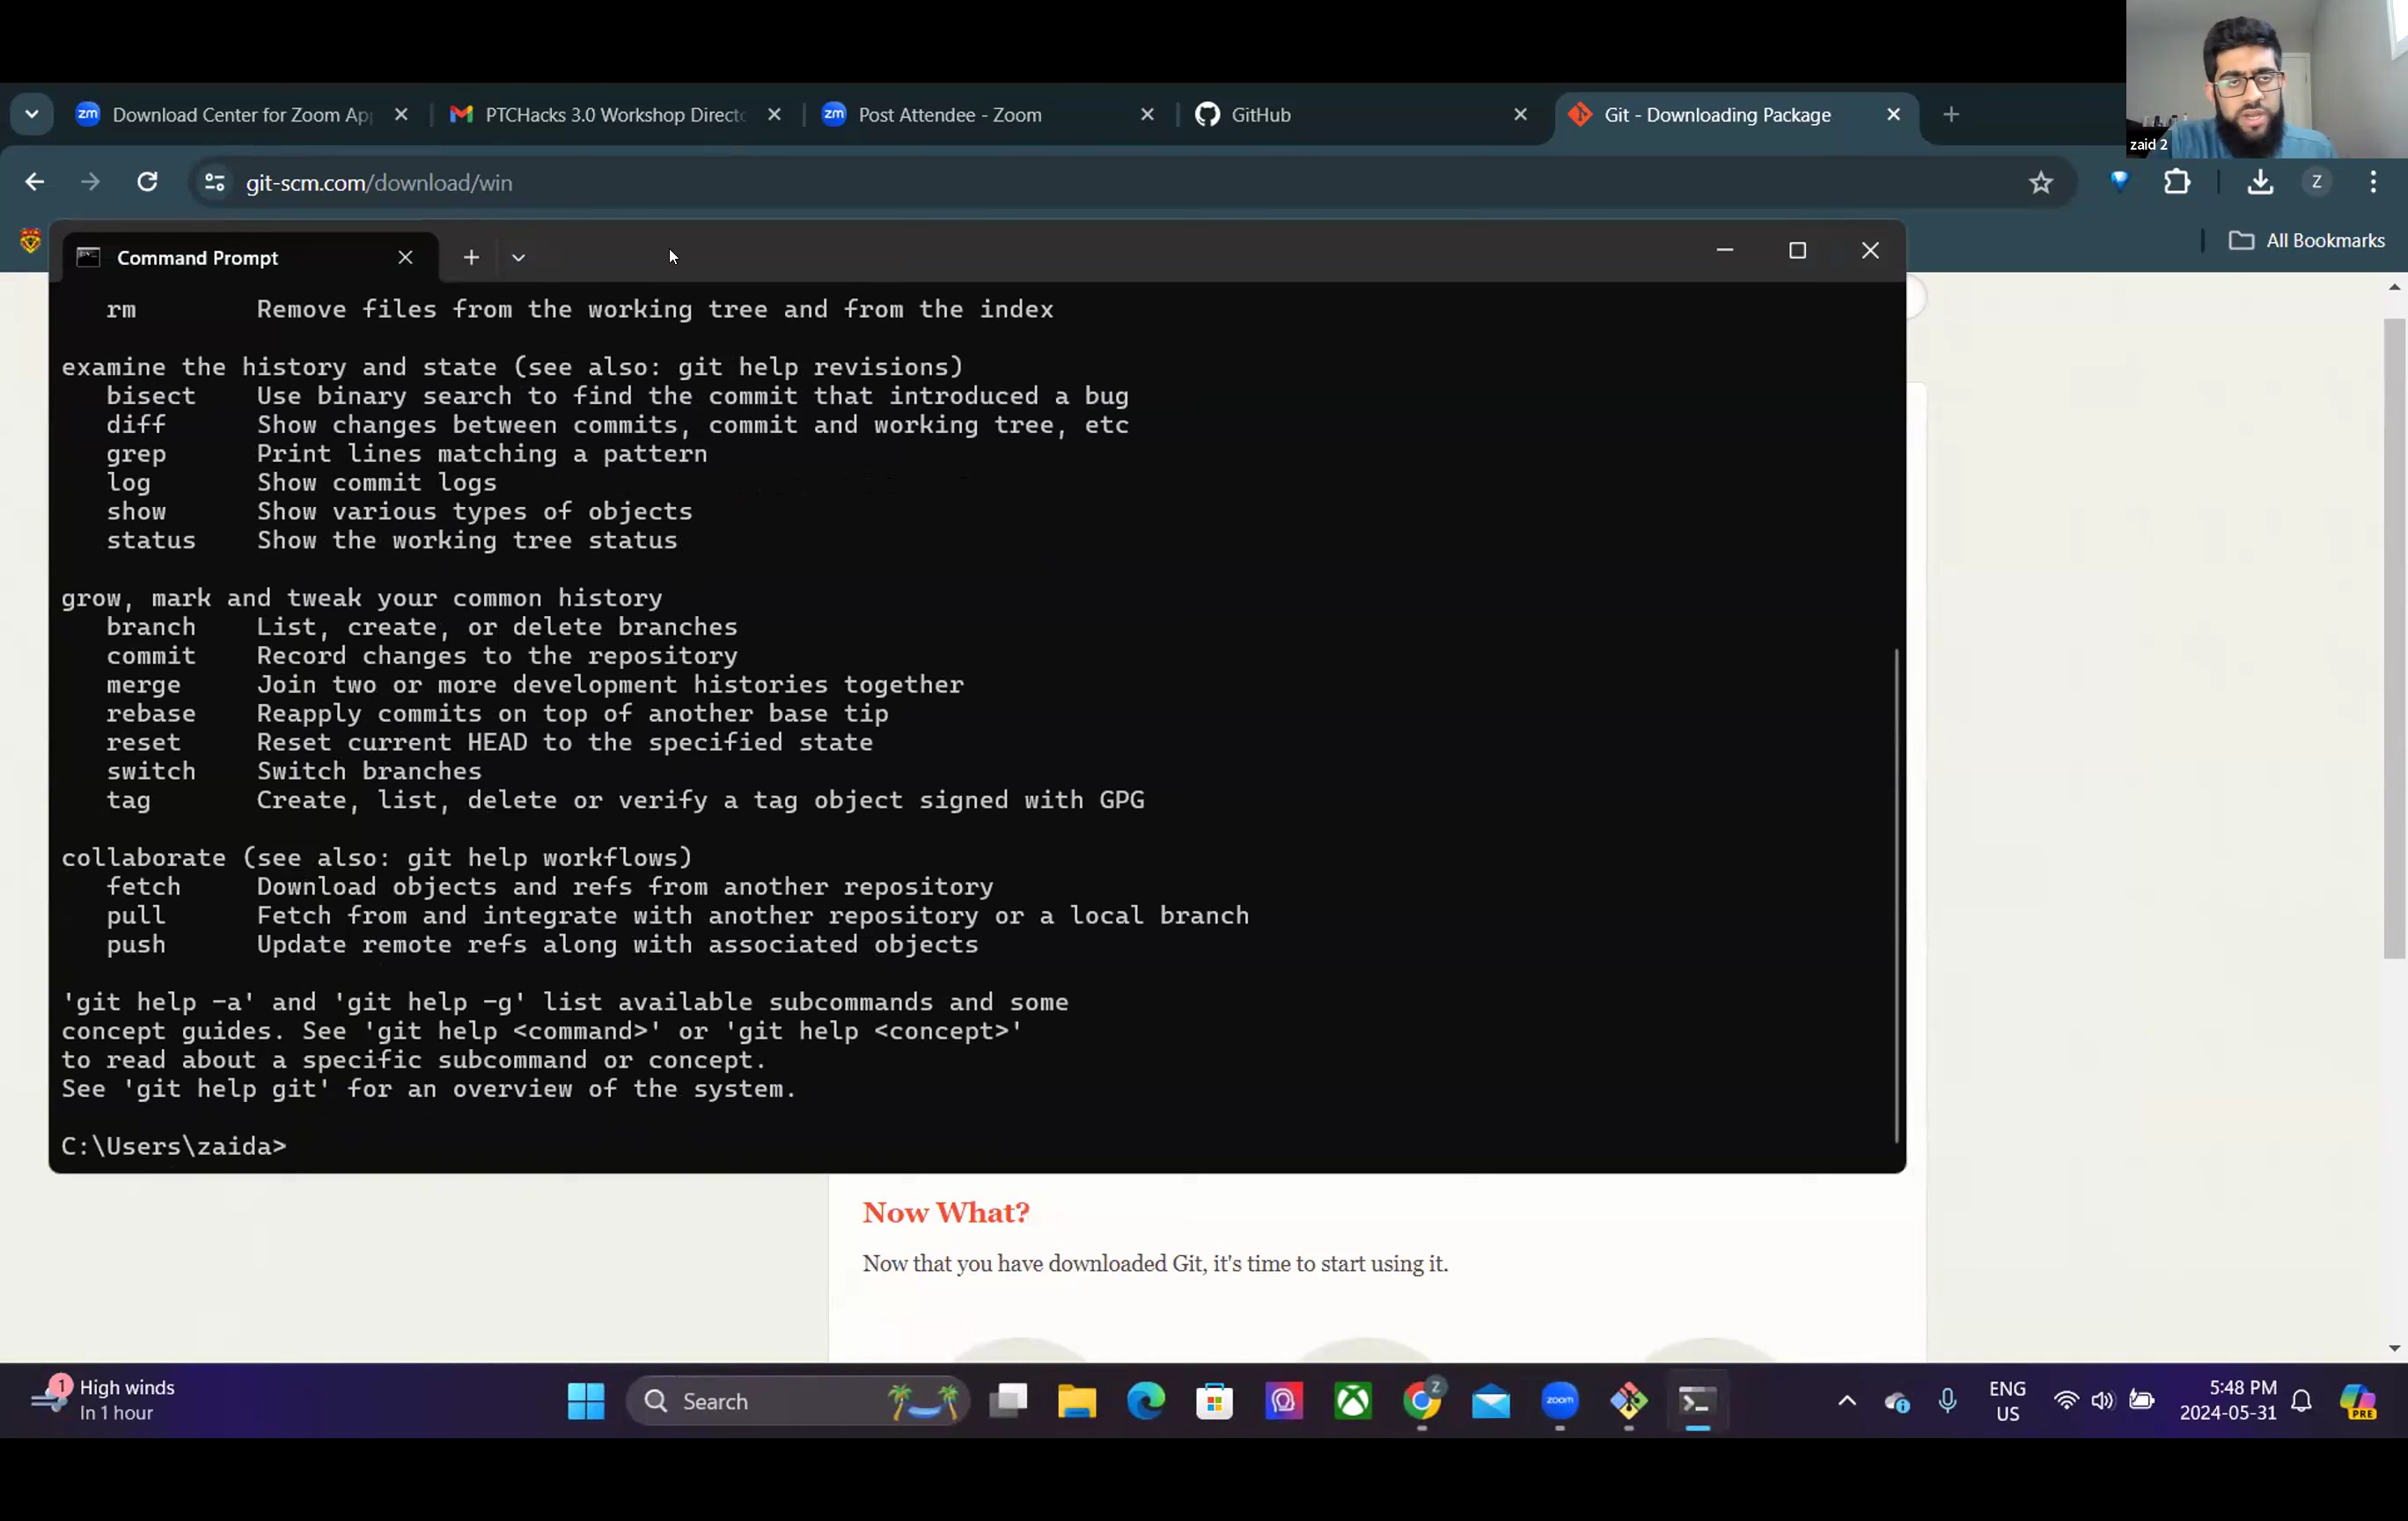 Download Center for Zoom Ap
PTCHacks 3.0 Workshop Directo
Post Attendee - Zoom
GitHub
Git - Downloading Package
zaid 2
git-scm.com/download/win
Z
All Bookmarks
Command Prompt
rm Remove files from the working tree and from the index
examine the history and state (see also: git help revisions)
bisect Use binary search to find the commit that introduced a bug
diff Show changes between commits, commit and working tree, etc
grep Print lines matching a pattern
log Show commit logs
show Show various types of objects
status Show the working tree status
grow, mark and tweak your common history
branch List, create, or delete branches
commit Record changes to the repository
merge Join two or more development histories together
rebase Reapply commits on top of another base tip
reset Reset current HEAD to the specified state
switch Switch branches
tag Create, list, delete or verify a tag object signed with GPG
collaborate (see also: git help workflows)
fetch Download objects and refs from another repository
pull Fetch from and integrate with another repository or a local branch
push Update remote refs along with associated objects
'git help -a' and 'git help -g' list available subcommands and some
concept guides. See 'git help <command>' or 'git help <concept>'
to read about a specific subcommand or concept.
See 'git help git' for an overview of the system.
C:\Users\zaida>
Now What?
Now that you have downloaded Git, it's time to start using it.
1
High winds
In 1 hour
Search
Z
zoom
ENG
US
5:48 PM
2024-05-31
PRE